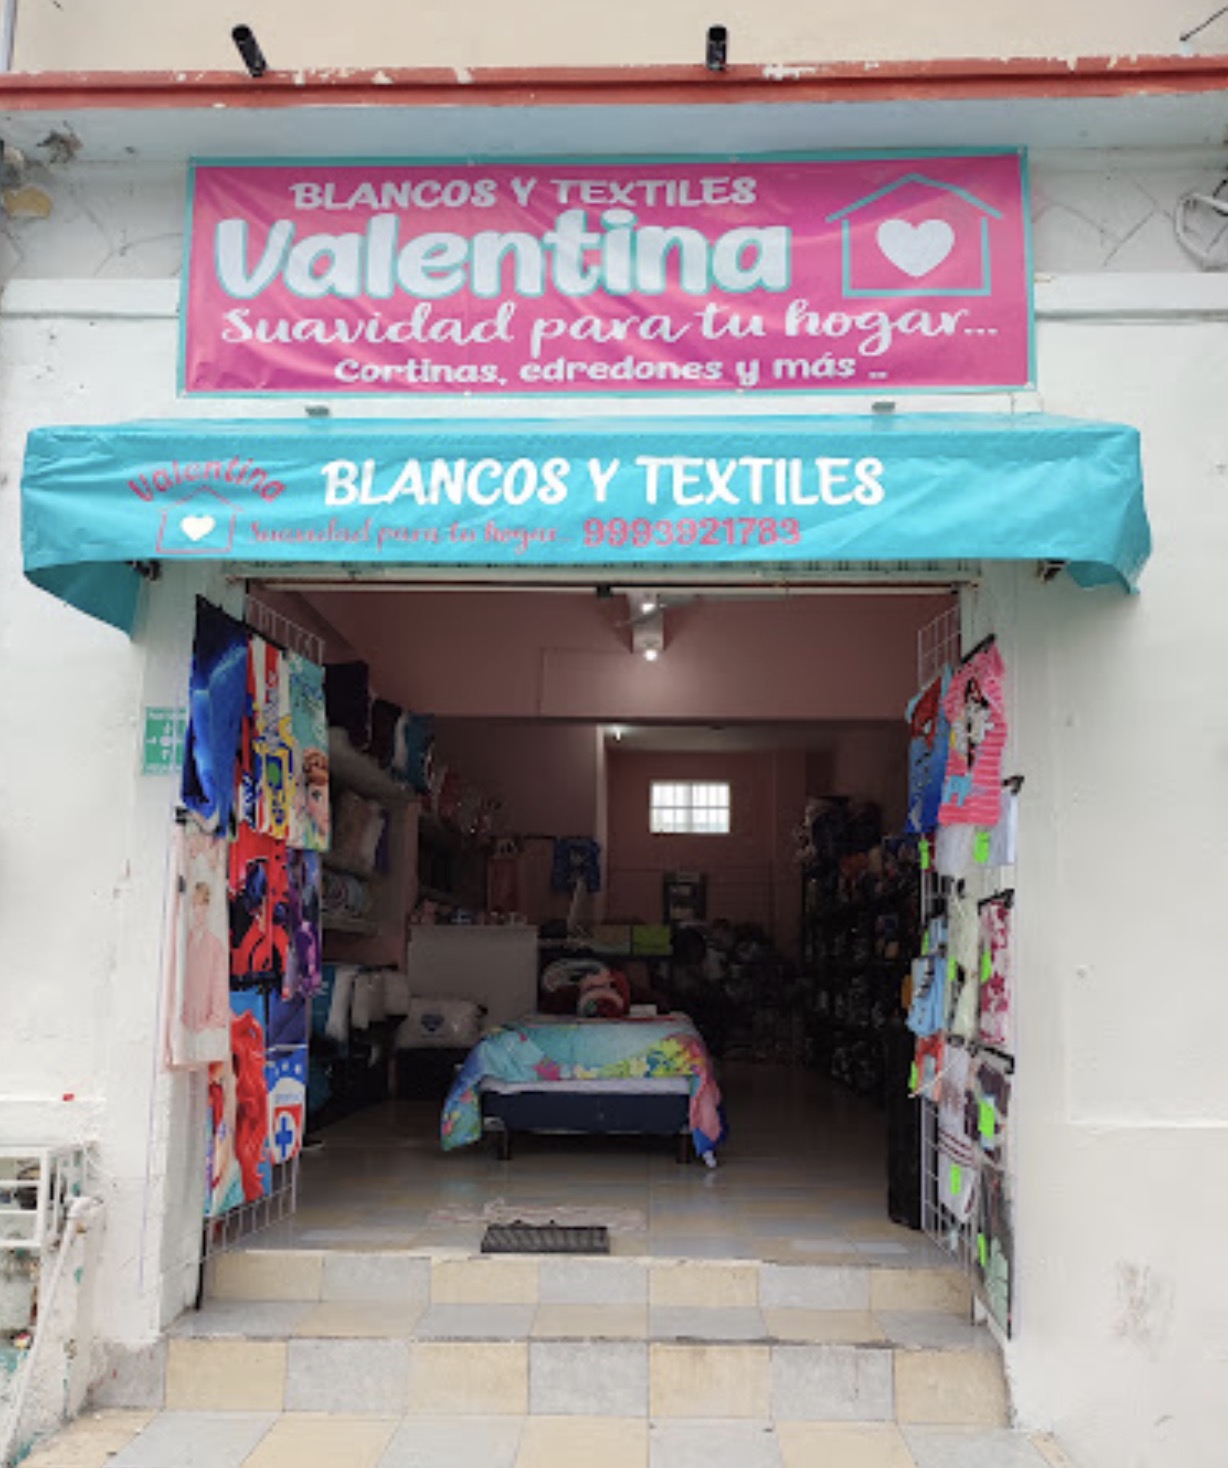 BLANCOS Y TEXTILES
Valentina
Suavidad para tu hogar...
Cortinas, edredones y más ..
Valentina
BLANCOS Y TEXTILES
Suavidad para tu hogar... 9993921783